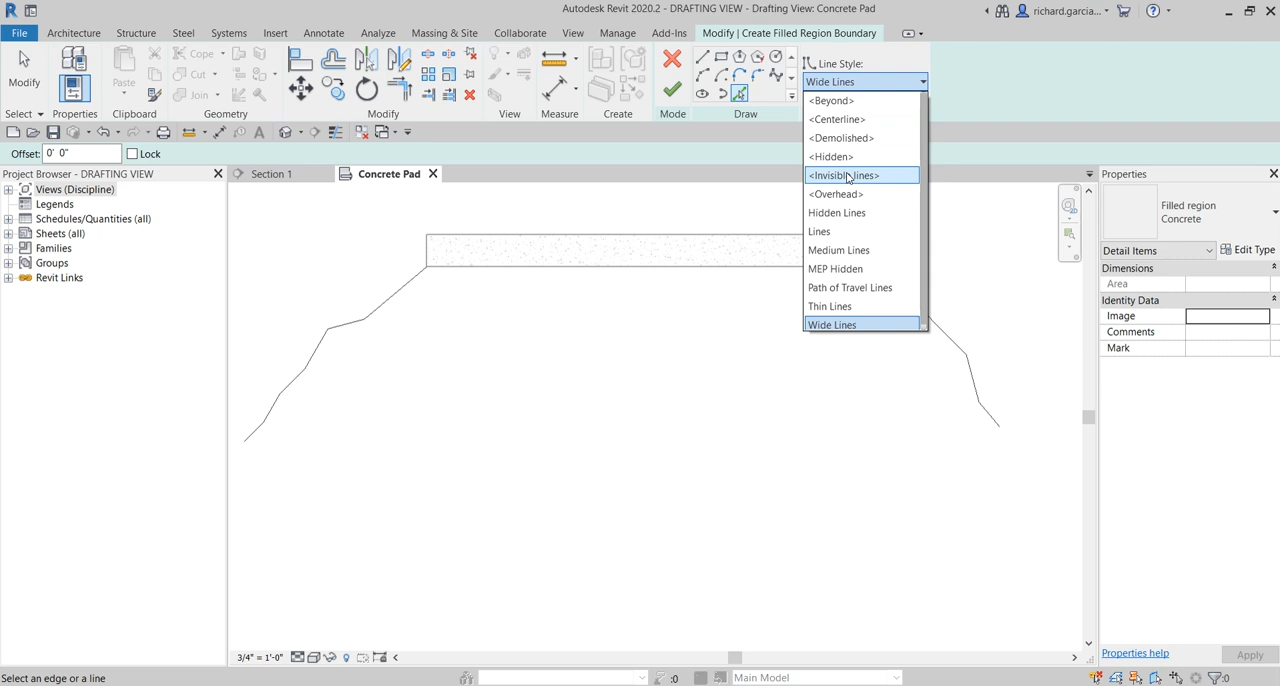 Autodesk Revit 2020.2 - DRAFTING VIEW - Drafting View: Concrete Pad
richard.garcia...
File Architecture Structure Steel Systems Insert Annotate Analyze Massing & Site Collaborate View Manage Add-Ins Modify | Create Filled Region Boundary
Modify
Paste
Cope
Cut
Join
Line Style:
Wide Lines
Select Properties Clipboard Geometry Modify View Measure Create Mode Draw
Offset: 0' 0" Lock
Project Browser - DRAFTING VIEW
Views (Discipline)
Legends
Schedules/Quantities (all)
Sheets (all)
Families
Groups
Revit Links
Section 1
Concrete Pad
<Beyond>
<Centerline>
<Demolished>
<Hidden>
<Invisible lines>
<Overhead>
Hidden Lines
Lines
Medium Lines
MEP Hidden
Path of Travel Lines
Thin Lines
Wide Lines
Properties
Filled region
Concrete
Detail Items Edit Type
Dimensions
Area
Identity Data
Image
Comments
Mark
Properties help Apply
3/4" = 1'-0"
Select an edge or a line
:0
Main Model
:0